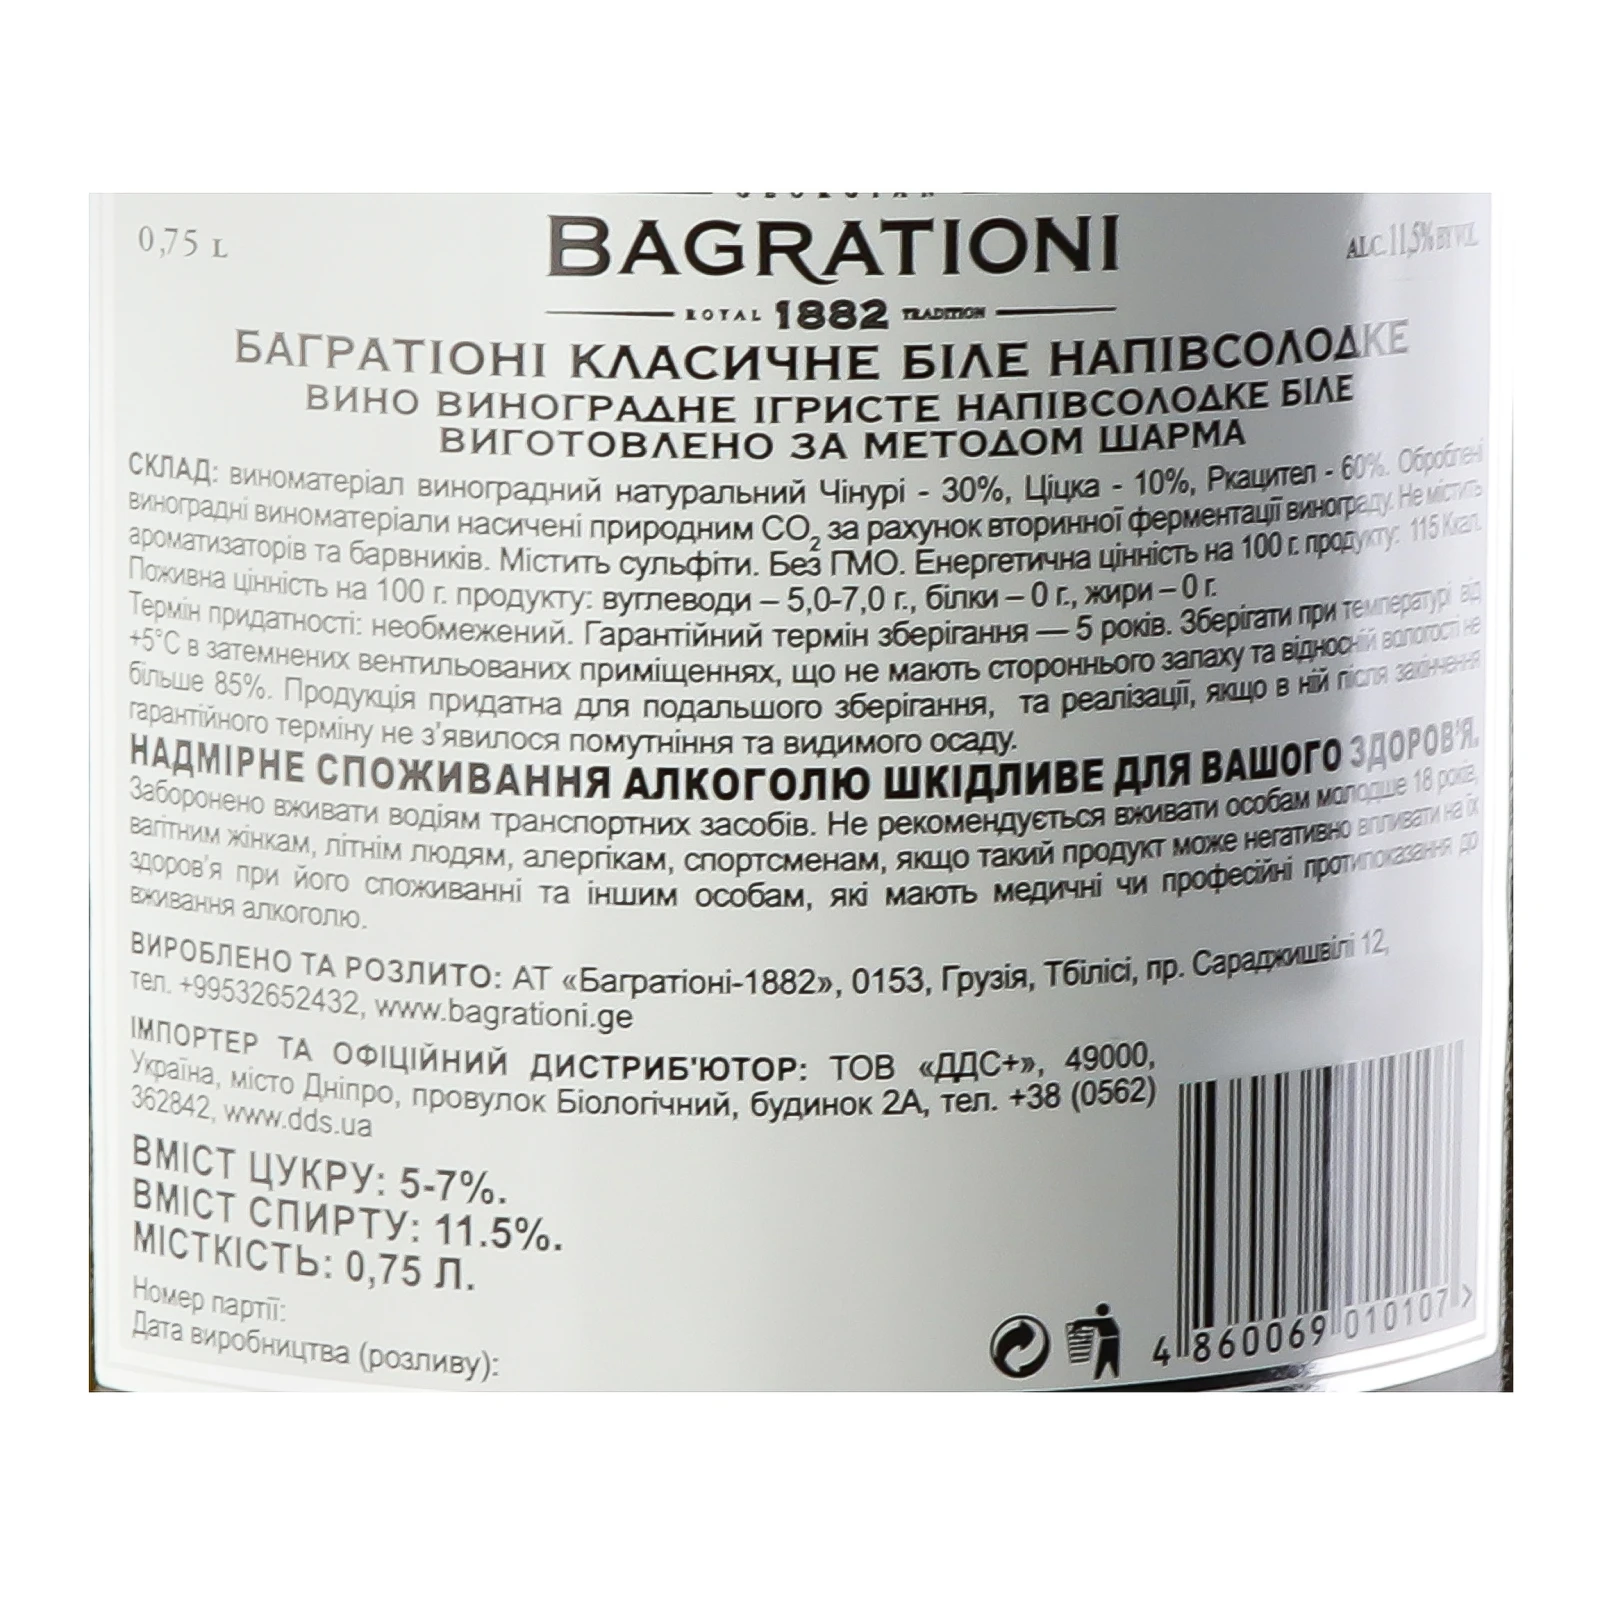 GEORGIAN
0,75 L
BAGRATIONI
ALC. 11,5% BY VOL.
ROYAL 1882 TRADITION
БАГРАТІОНІ КЛАСИЧНЕ БІЛЕ НАПІВСОЛОДКЕ
ВИНО ВИНОГРАДНЕ ІГРИСТЕ НАПІВСОЛОДКЕ БІЛЕ
ВИГОТОВЛЕНО ЗА МЕТОДОМ ШАРМА
СКЛАД: виноматеріал виноградний натуральний Чінурі - 30%, Ціцка - 10%, Ркацител - 60%. Оброблені
виноградні виноматеріали насичені природним CO₂ за рахунок вторинної ферментації винограду. Не містить
ароматизаторів та барвників. Містить сульфіти. Без ГМО. Енергетична цінність на 100 г. продукту: 115 Ккал.
Поживна цінність на 100 г. продукту: вуглеводи – 5,0-7,0 г., білки – 0 г., жири – 0 г.
Термін придатності: необмежений. Гарантійний термін зберігання — 5 років. Зберігати при температурі від
+5°С в затемнених вентильованих приміщеннях, що не мають стороннього запаху та відносній вологості не
більше 85%. Продукція придатна для подальшого зберігання, та реалізації, якщо в ній після закінчення
гарантійного терміну не з'явилося помутніння та видимого осаду.
НАДМІРНЕ СПОЖИВАННЯ АЛКОГОЛЮ ШКІДЛИВЕ ДЛЯ ВАШОГО ЗДОРОВ'Я.
Заборонено вживати водіям транспортних засобів. Не рекомендується вживати особам молодше 18 років,
вагітним жінкам, літнім людям, алергікам, спортсменам, якщо такий продукт може негативно впливати на їх
здоров'я при його споживанні та іншим особам, які мають медичні чи професійні протипоказання до
вживання алкоголю.
ВИРОБЛЕНО ТА РОЗЛИТО: АТ «Багратіоні-1882», 0153, Грузія, Тбілісі, пр. Сараджишвілі 12,
тел. +99532652432, www.bagrationi.ge
ІМПОРТЕР ТА ОФІЦІЙНИЙ ДИСТРИБ'ЮТОР: ТОВ «ДДС+», 49000,
Україна, місто Дніпро, провулок Біологічний, будинок 2А, тел. +38 (0562)
362842, www.dds.ua
ВМІСТ ЦУКРУ: 5-7%.
ВМІСТ СПИРТУ: 11.5%.
МІСТКІСТЬ: 0,75 Л.
Номер партії:
Дата виробництва (розливу):
4 860069 010107 >